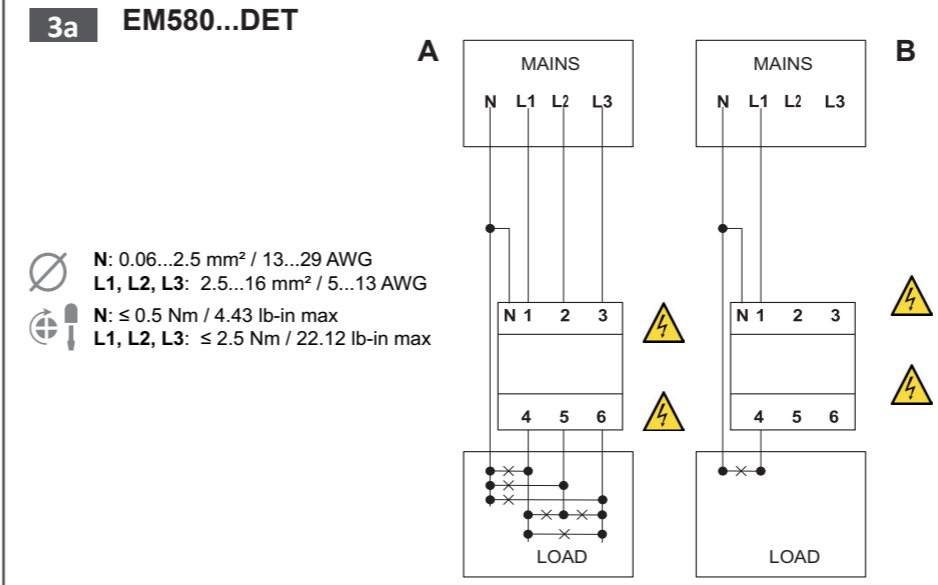 3a EM580...DET
A
MAINS
N L1 L2 L3
N 1 2 3
4 5 6
LOAD
B
MAINS
N L1 L2 L3
N 1 2 3
4 5 6
LOAD
N: 0.06...2.5 mm² / 13...29 AWG
L1, L2, L3: 2.5...16 mm² / 5...13 AWG
N: ≤ 0.5 Nm / 4.43 lb-in max
L1, L2, L3: ≤ 2.5 Nm / 22.12 lb-in max